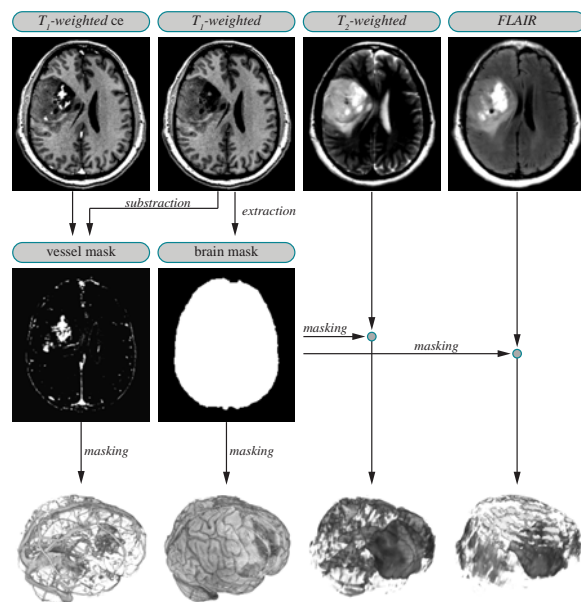 T1-weighted ce
T1-weighted
T2-weighted
FLAIR
substraction
extraction
vessel mask
brain mask
masking
masking
masking
masking